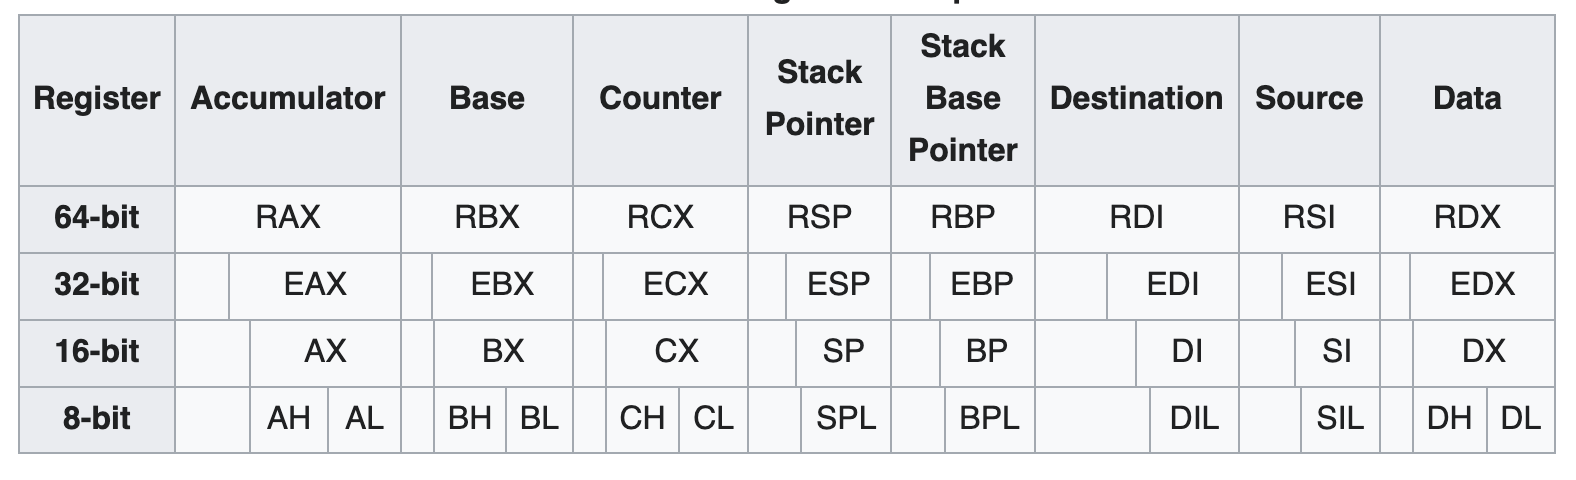 Register Accumulator Base Counter Stack Pointer Stack Base Pointer Destination Source Data
64-bit RAX RBX RCX RSP RBP RDI RSI RDX
32-bit EAX EBX ECX ESP EBP EDI ESI EDX
16-bit AX BX CX SP BP DI SI DX
8-bit AH AL BH BL CH CL SPL BPL DIL SIL DH DL